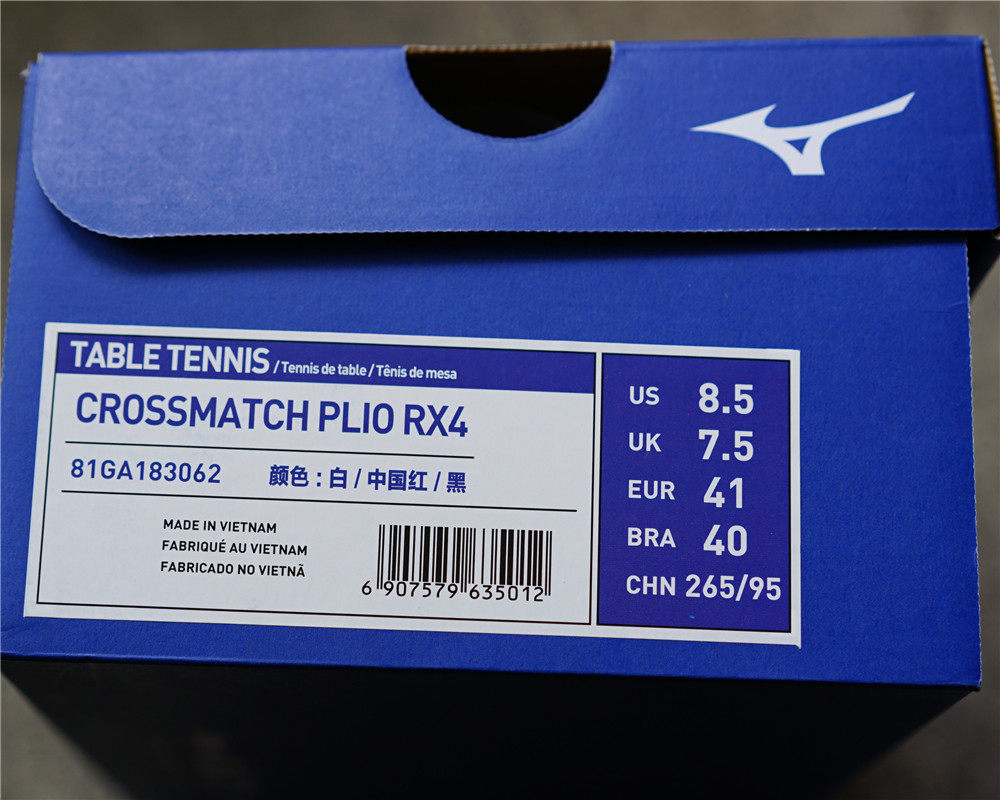 TABLE TENNIS / Tennis de table / Tênis de mesa
CROSSMATCH PLIO RX4
81GA183062 颜色：白 / 中国红 / 黑
MADE IN VIETNAM
FABRIQUÉ AU VIETNAM
FABRICADO NO VIETNÃ
6 907579 635012
US 8.5
UK 7.5
EUR 41
BRA 40
CHN 265/95